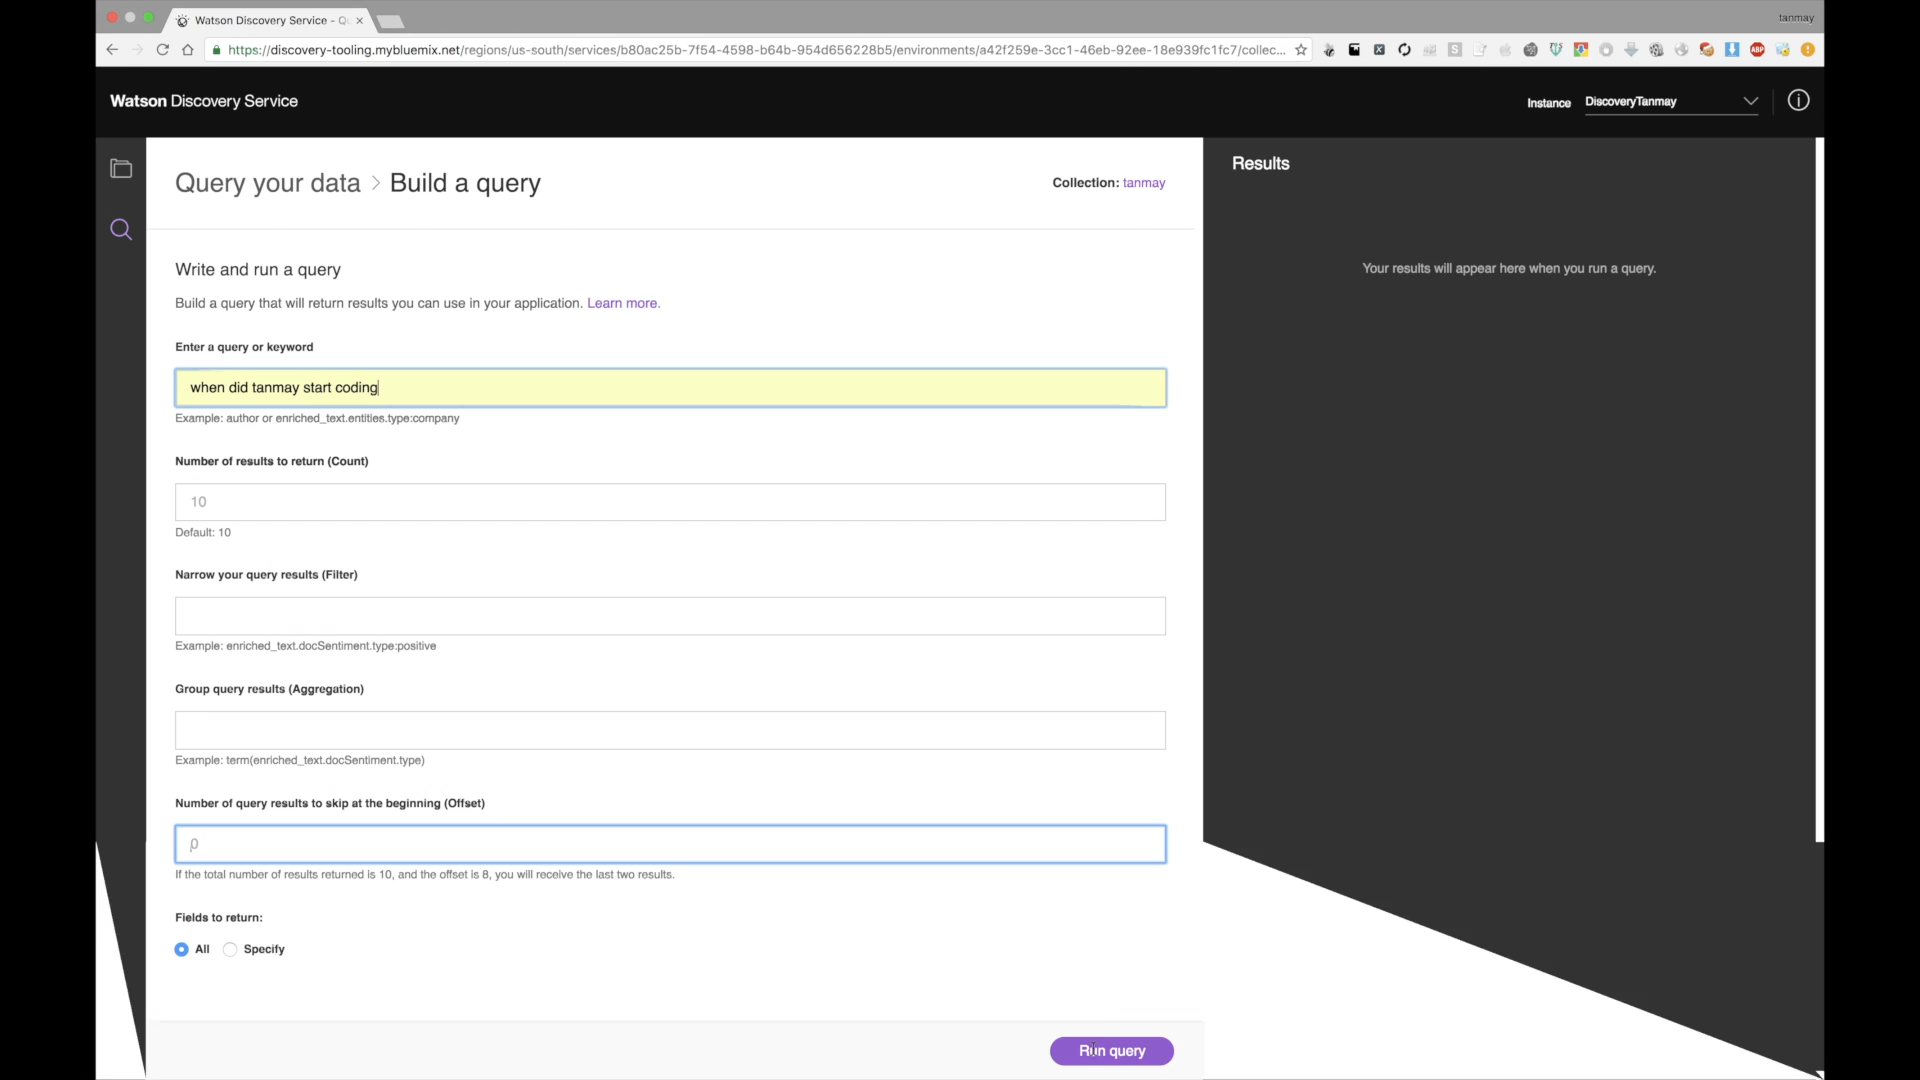 Watson Discovery Service - Qu
tanmay
https://discovery-tooling.mybluemix.net/regions/us-south/services/b80ac25b-7f54-4598-b64b-954d656228b5/environments/a42f259e-3cc1-46eb-92ee-18e939fc1fc7/collec...
Watson Discovery Service
Instance DiscoveryTanmay
Query your data > Build a query
Collection: tanmay
Results
Write and run a query
Your results will appear here when you run a query.
Build a query that will return results you can use in your application. Learn more.
Enter a query or keyword
when did tanmay start coding
Example: author or enriched_text.entities.type:company
Number of results to return (Count)
10
Default: 10
Narrow your query results (Filter)
Example: enriched_text.docSentiment.type:positive
Group query results (Aggregation)
Example: term(enriched_text.docSentiment.type)
Number of query results to skip at the beginning (Offset)
0
If the total number of results returned is 10, and the offset is 8, you will receive the last two results.
Fields to return:
All Specify
Run query